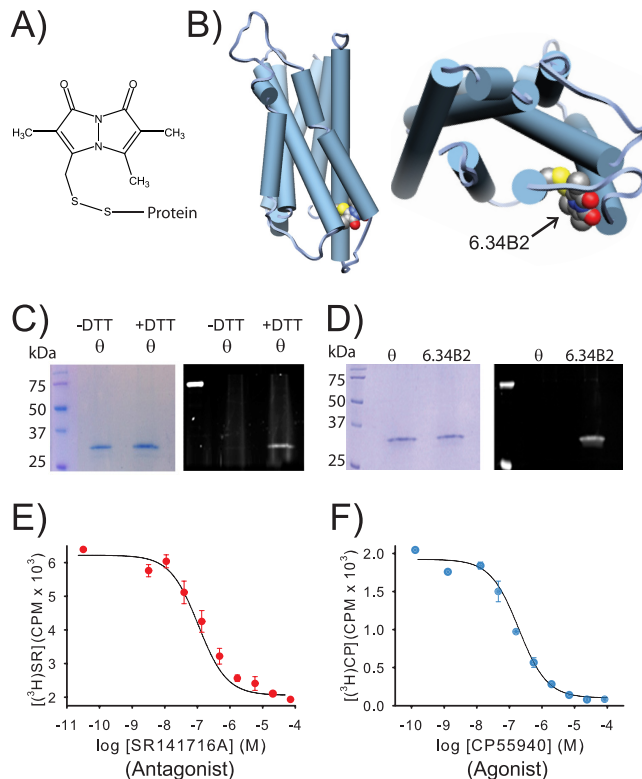 A)
B)
O
O
N
N
H₃C
CH₃
CH₃
S
S
Protein
6.34B2
C)
-DTT +DTT -DTT +DTT
kDa θ θ θ θ
75
50
37
25
D)
θ 6.34B2 θ 6.34B2
kDa
75
50
37
25
E)
[(³H)SR] (CPM x 10³)
6
5
4
3
2
-11 -10 -9 -8 -7 -6 -5 -4
log [SR141716A] (M)
(Antagonist)
F)
[(³H)CP] (CPM x 10³)
2.0
1.5
1.0
0.5
0.0
-10 -9 -8 -7 -6 -5 -4
log [CP55940] (M)
(Agonist)